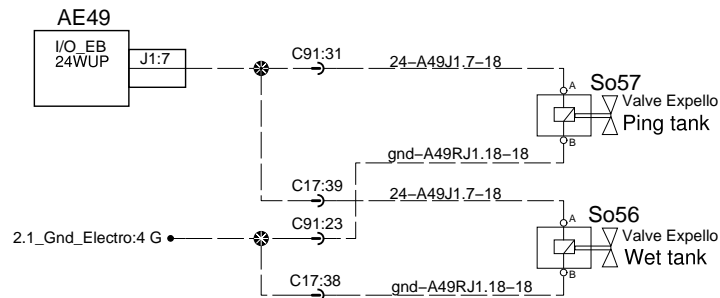 AE49
I/O_EB
24WUP
J1:7
C91:31
24–A49J1.7–18
A
So57
Valve Expello
Ping tank
B
gnd–A49RJ1.18–18
C17:39
24–A49J1.7–18
A
So56
C91:23
2.1_Gnd_Electro:4 G
Valve Expello
Wet tank
B
C17:38
gnd–A49RJ1.18–18